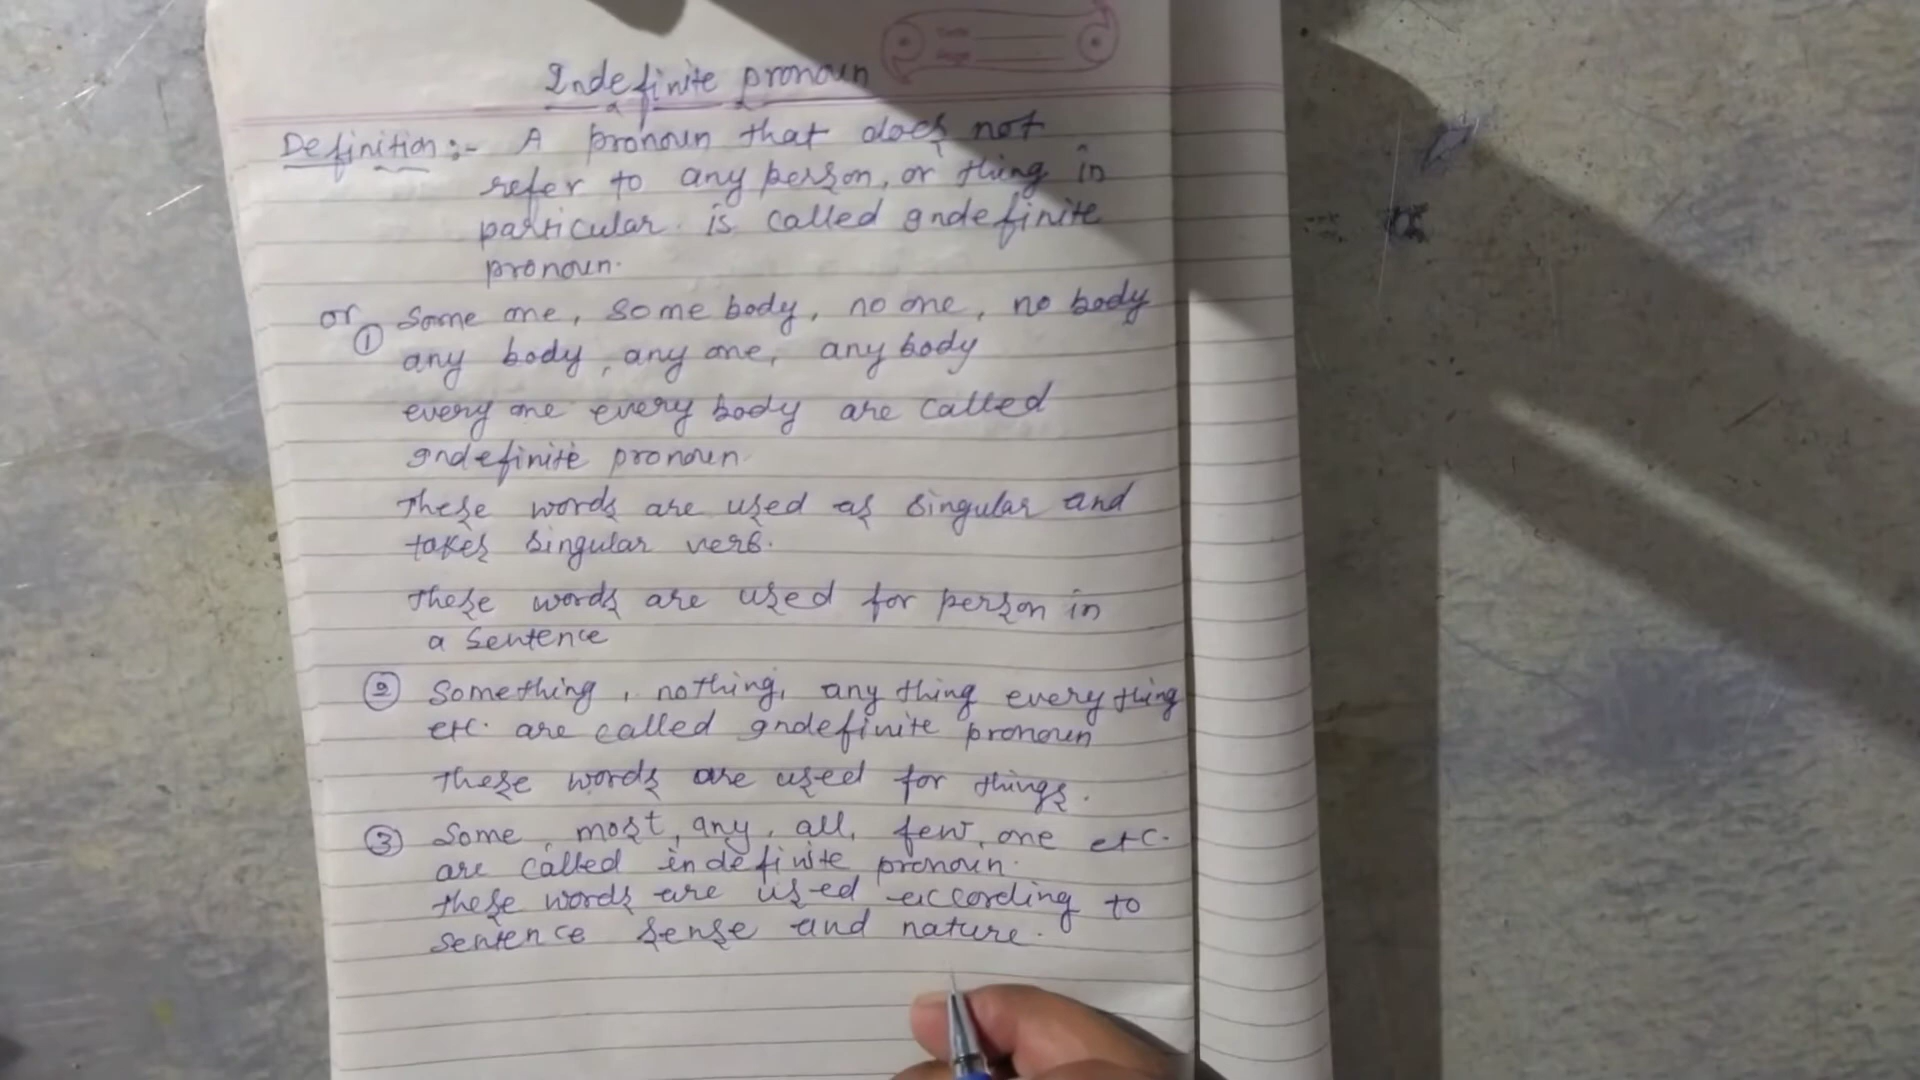 Indefinite pronoun
Definition :- A pronoun that does not
refer to any person, or thing in
particular is called indefinite
pronoun.
or ① Some one, some body, no one, no body
any body, any one, any body
every one every body are called
indefinite pronoun.
These words are used as singular and
takes singular verb.
These words are used for person in
a sentence
② Something, nothing, any thing every thing
etc. are called indefinite pronoun
These words are used for things.
③ Some, most, any, all, few, one etc.
are called indefinite pronoun.
these words are used according to
sentence sense and nature.